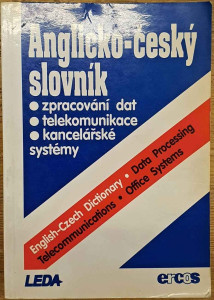 Anglicko-český
slovník
• zpracování dat
• telekomunikace
• kancelářské
systémy
English-Czech Dictionary • Data Processing
Telecommunications • Office Systems
LEDA
ercos